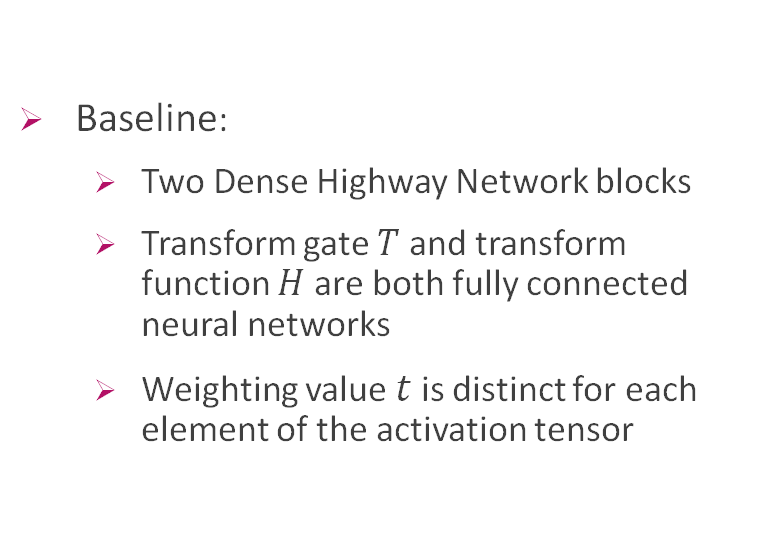 Baseline:
Two Dense Highway Network blocks
Transform gate T and transform
function H are both fully connected
neural networks
Weighting value t is distinct for each
element of the activation tensor